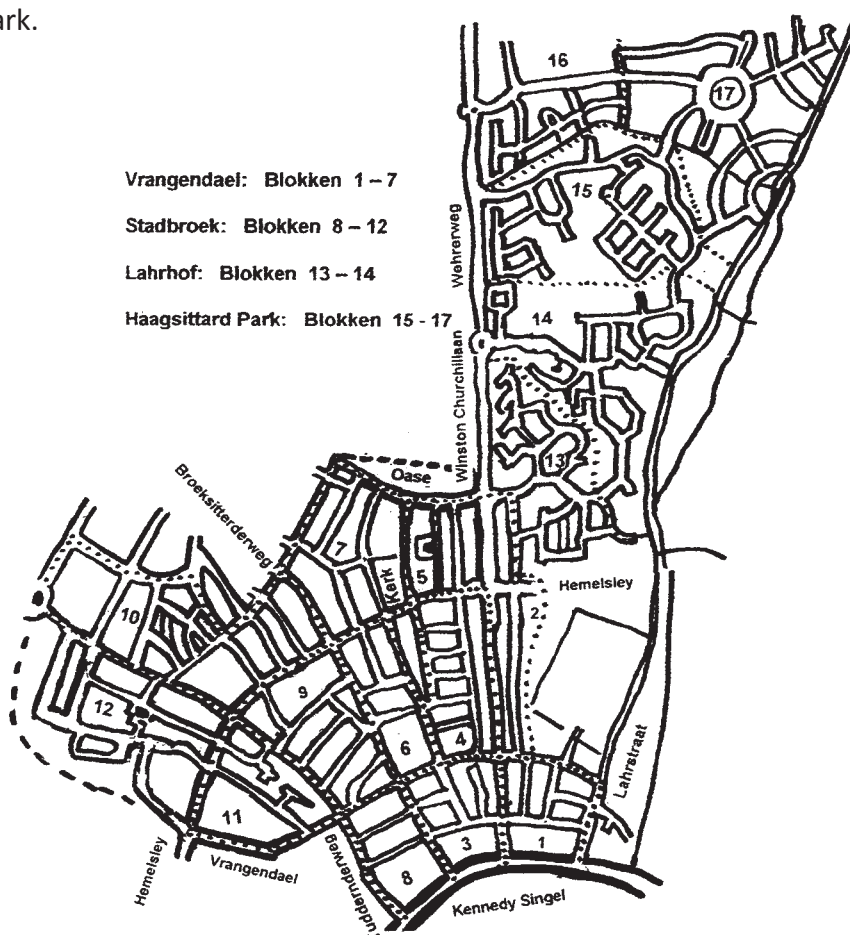 ark.
16
17
Vrangendael: Blokken 1 – 7
15
Stadbroek: Blokken 8 – 12
Wehrerweg
Lahrhof: Blokken 13 – 14
Haagsittard Park: Blokken 15 - 17
14
Winston Churchillaan
13
Oase
Broeksitterderweg
7
Kerk
5
Hemelsley
2
10
9
12
6
4
Lahrstraat
11
3
1
Hemelsley
Vrangendael
udderderweg
8
Kennedy Singel